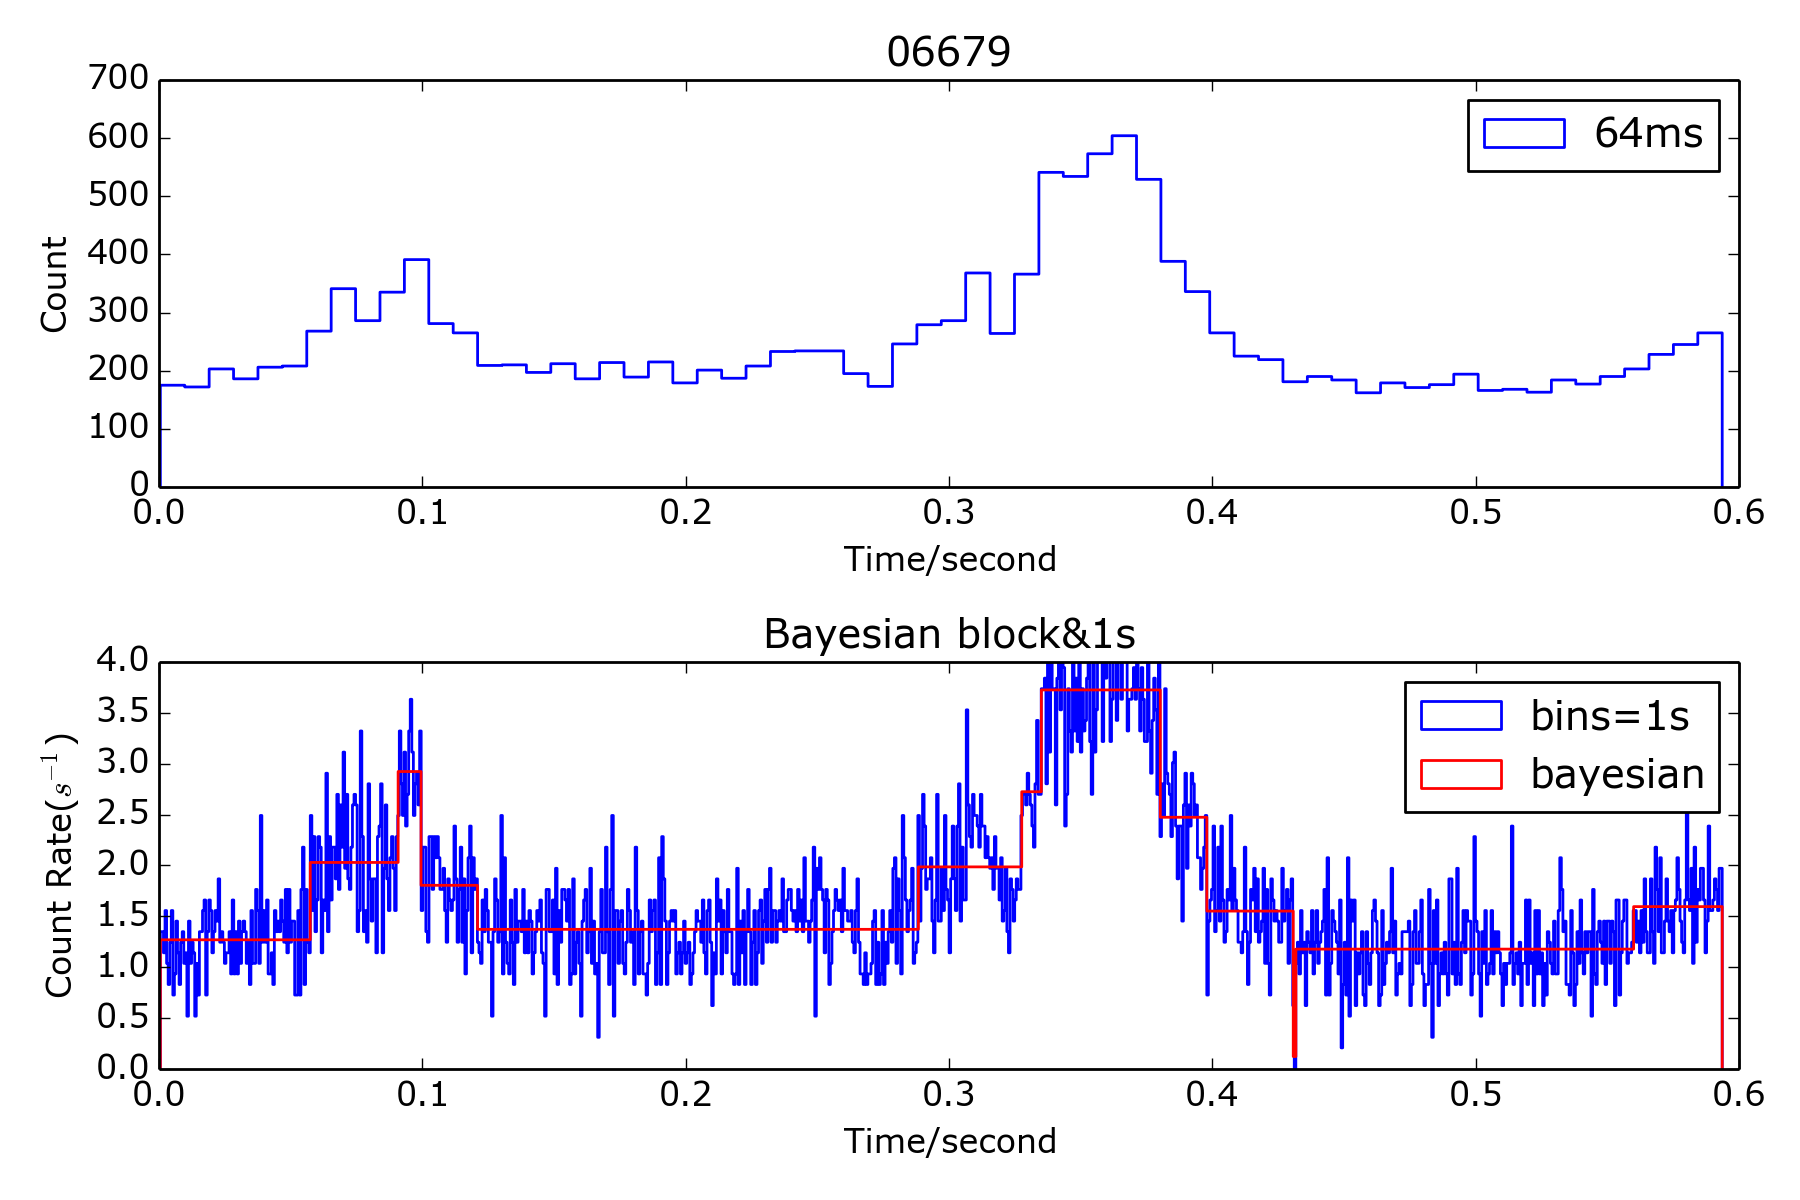 06679
700
600
500
400
300
200
100
0
Count
64ms
0.0 0.1 0.2 0.3 0.4 0.5 0.6
Time/second
Bayesian block&1s
4.0
3.5
3.0
2.5
2.0
1.5
1.0
0.5
0.0
Count Rate(s⁻¹)
bins=1s
bayesian
0.0 0.1 0.2 0.3 0.4 0.5 0.6
Time/second